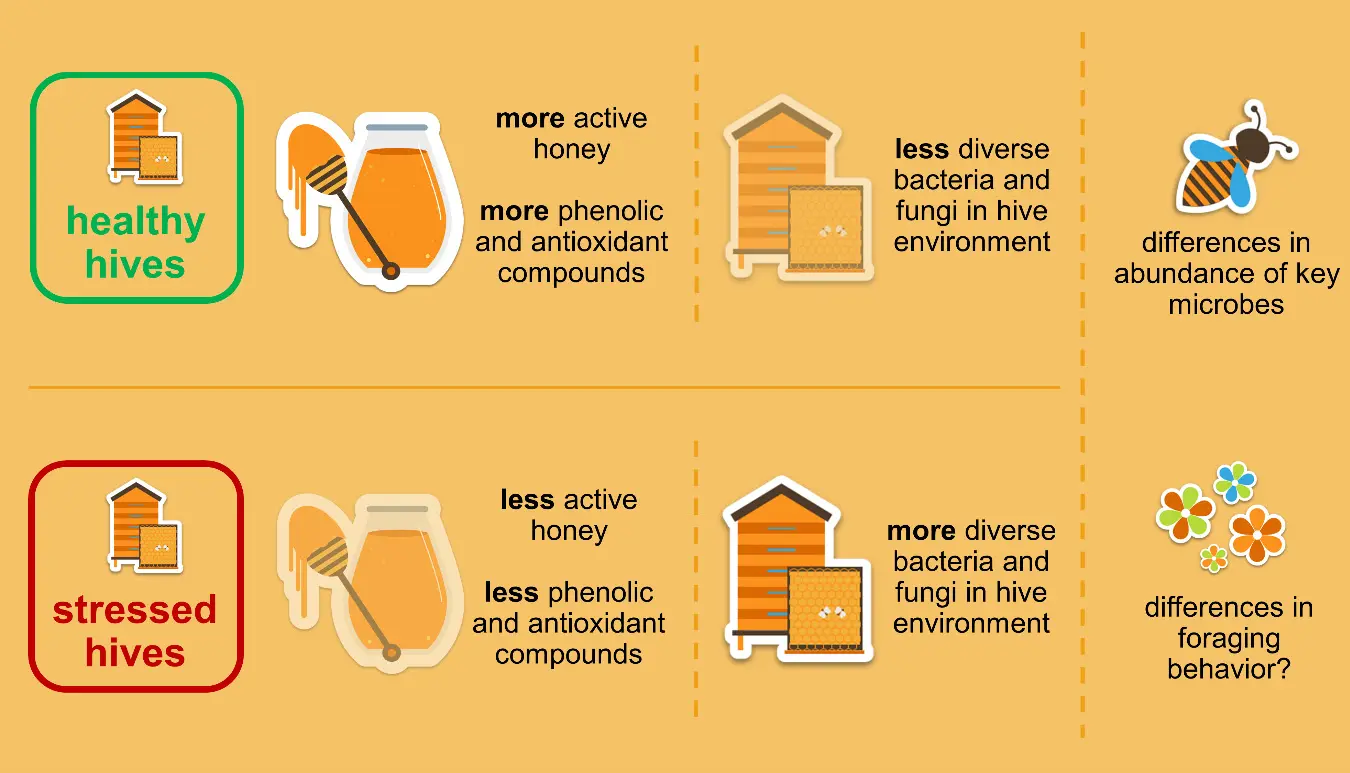 healthy
hives
more active
honey
more phenolic
and antioxidant
compounds
less diverse
bacteria and
fungi in hive
environment
differences in
abundance of key
microbes
stressed
hives
less active
honey
less phenolic
and antioxidant
compounds
more diverse
bacteria and
fungi in hive
environment
differences in
foraging
behavior?